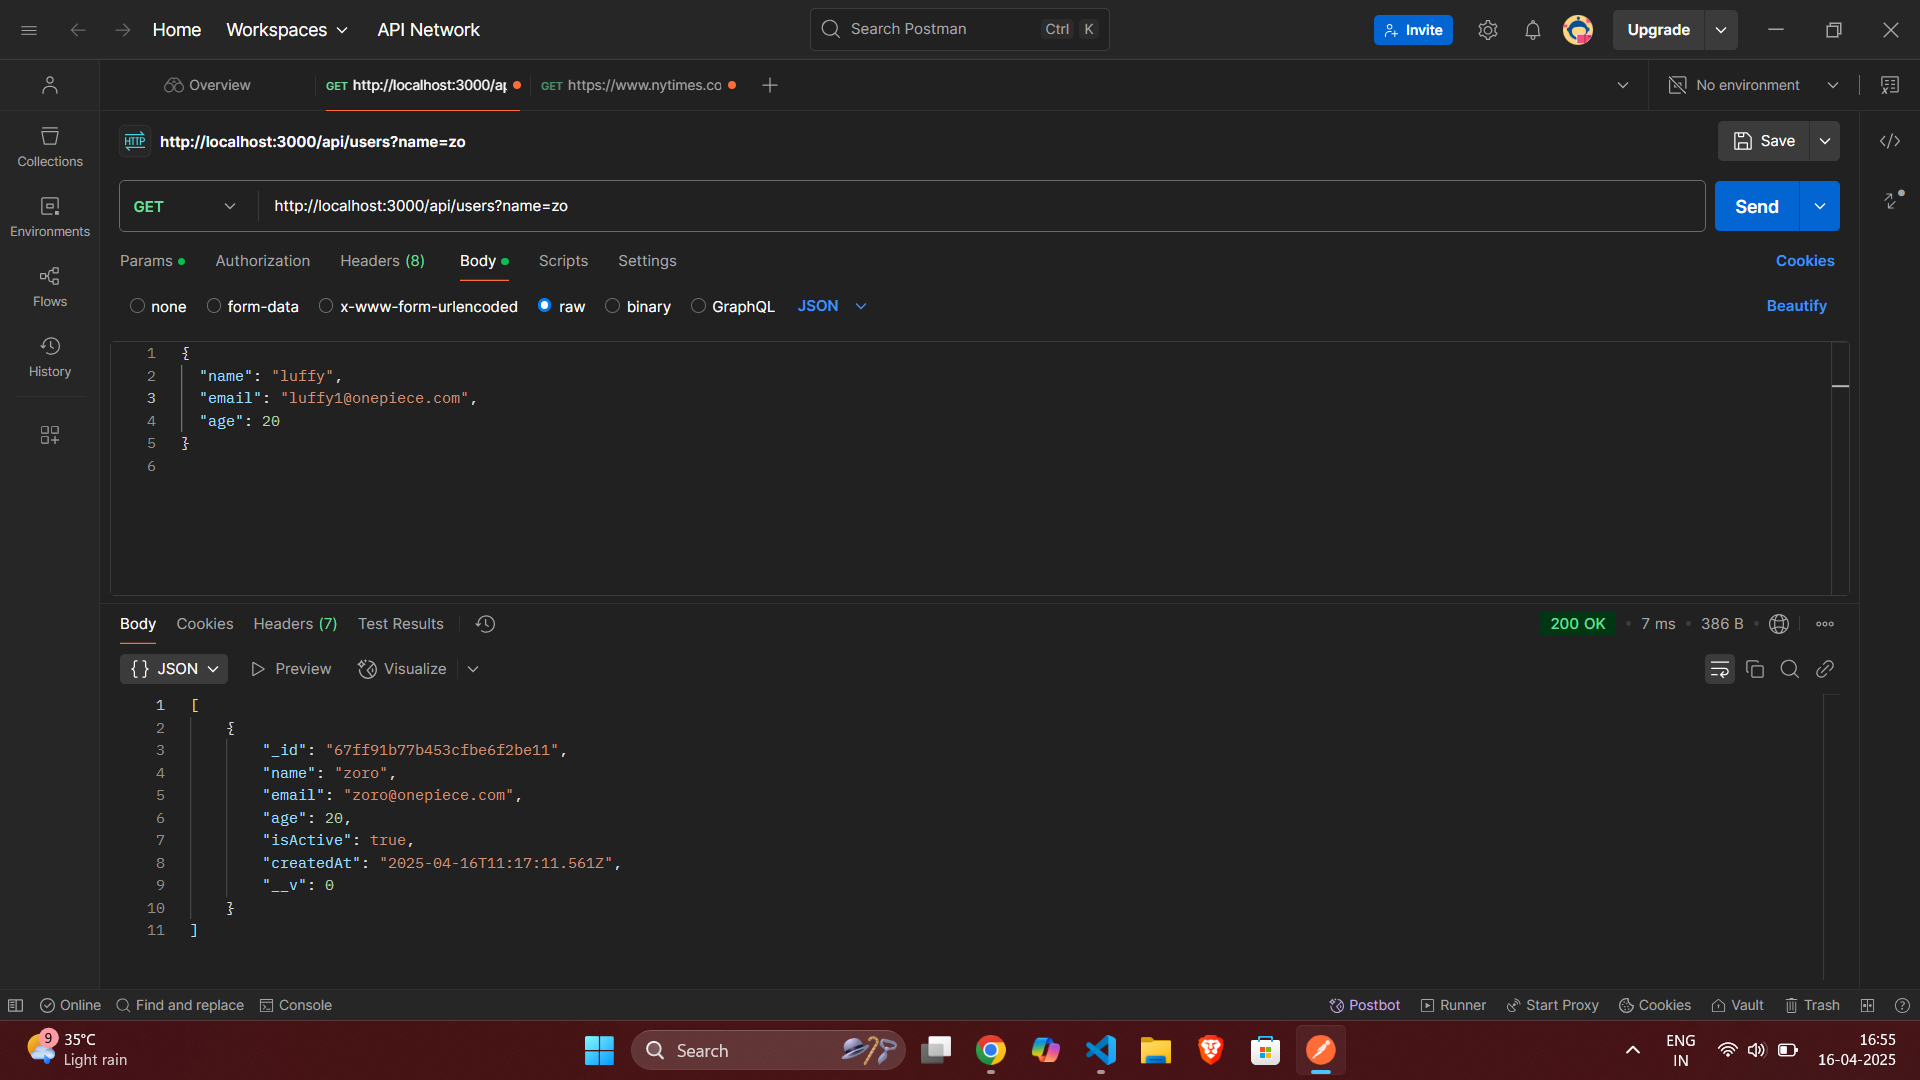 Home Workspaces API Network Search Postman Ctrl K Invite Upgrade
Overview GET http://localhost:3000/ap GET https://www.nytimes.co No environment
HTTP http://localhost:3000/api/users?name=zo Save
Collections
Environments
Flows
History
GET http://localhost:3000/api/users?name=zo Send
Params Authorization Headers (8) Body Scripts Settings Cookies
none form-data x-www-form-urlencoded raw binary GraphQL JSON Beautify
1 {
2 "name": "luffy",
3 "email": "luffy1@onepiece.com",
4 "age": 20
5 }
6
Body Cookies Headers (7) Test Results 200 OK • 7 ms • 386 B
{} JSON Preview Visualize
1 [
2 {
3 "_id": "67ff91b77b453cfbe6f2be11",
4 "name": "zoro",
5 "email": "zoro@onepiece.com",
6 "age": 20,
7 "isActive": true,
8 "createdAt": "2025-04-16T11:17:11.561Z",
9 "__v": 0
10 }
11 ]
Online Find and replace Console Postbot Runner Start Proxy Cookies Vault Trash
9 35°C
Light rain
Search
ENG
IN
16:55
16-04-2025